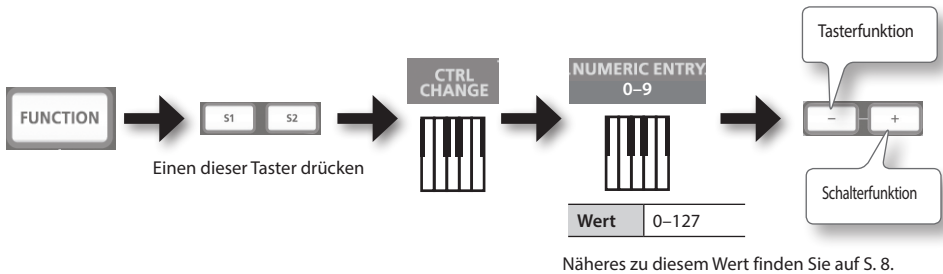 FUNCTION
S1 S2
Einen dieser Taster drücken
CTRL
CHANGE
NUMERIC ENTRY
0–9
Wert 0–127
Näheres zu diesem Wert finden Sie auf S. 8.
Tasterfunktion
– +
Schalterfunktion